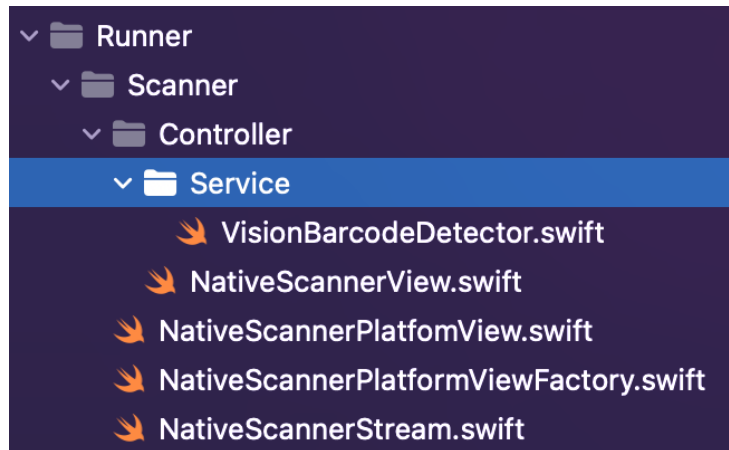 Runner
Scanner
Controller
Service
VisionBarcodeDetector.swift
NativeScannerView.swift
NativeScannerPlatfomView.swift
NativeScannerPlatformViewFactory.swift
NativeScannerStream.swift